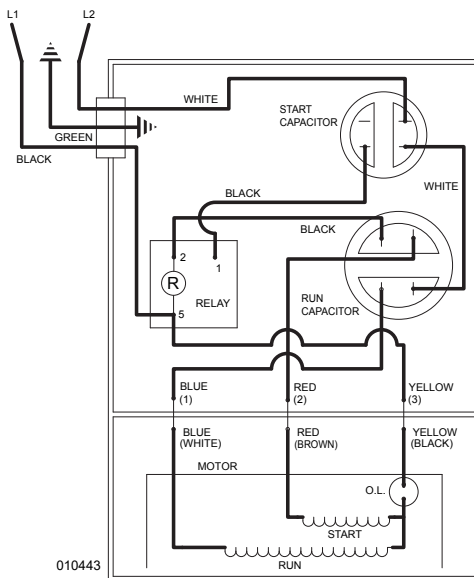 L1
L2
WHITE
GREEN
BLACK
START
CAPACITOR
WHITE
BLACK
BLACK
2
1
R
RELAY
5
RUN
CAPACITOR
BLUE
(1)
RED
(2)
YELLOW
(3)
BLUE
(WHITE)
RED
(BROWN)
YELLOW
(BLACK)
MOTOR
O.L.
START
RUN
010443